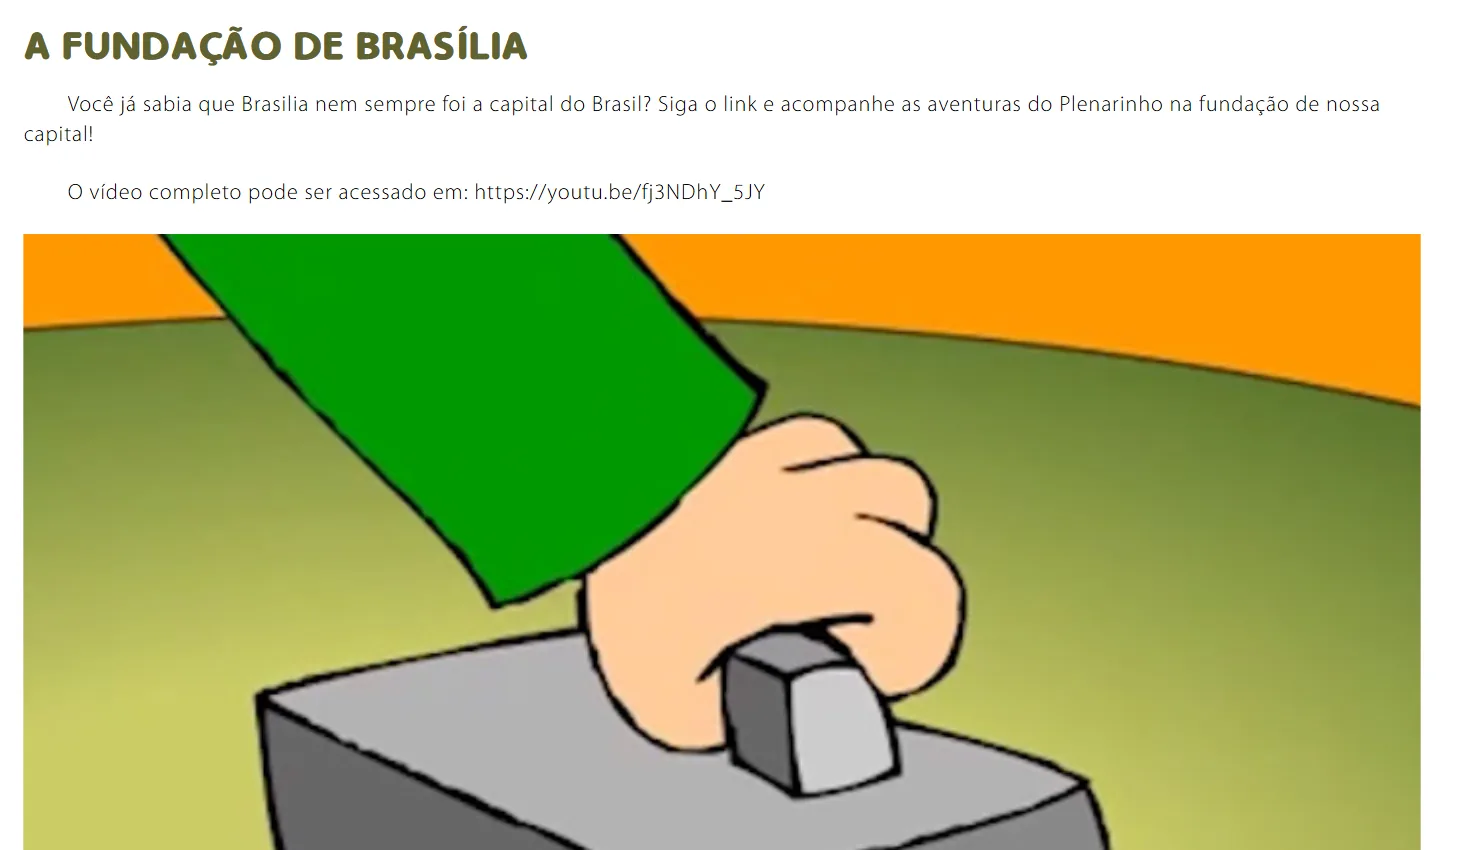 A FUNDAÇÃO DE BRASÍLIA
Você já sabia que Brasilia nem sempre foi a capital do Brasil? Siga o link e acompanhe as aventuras do Plenarinho na fundação de nossa
capital!
O vídeo completo pode ser acessado em: https://youtu.be/fj3NDhY_5JY